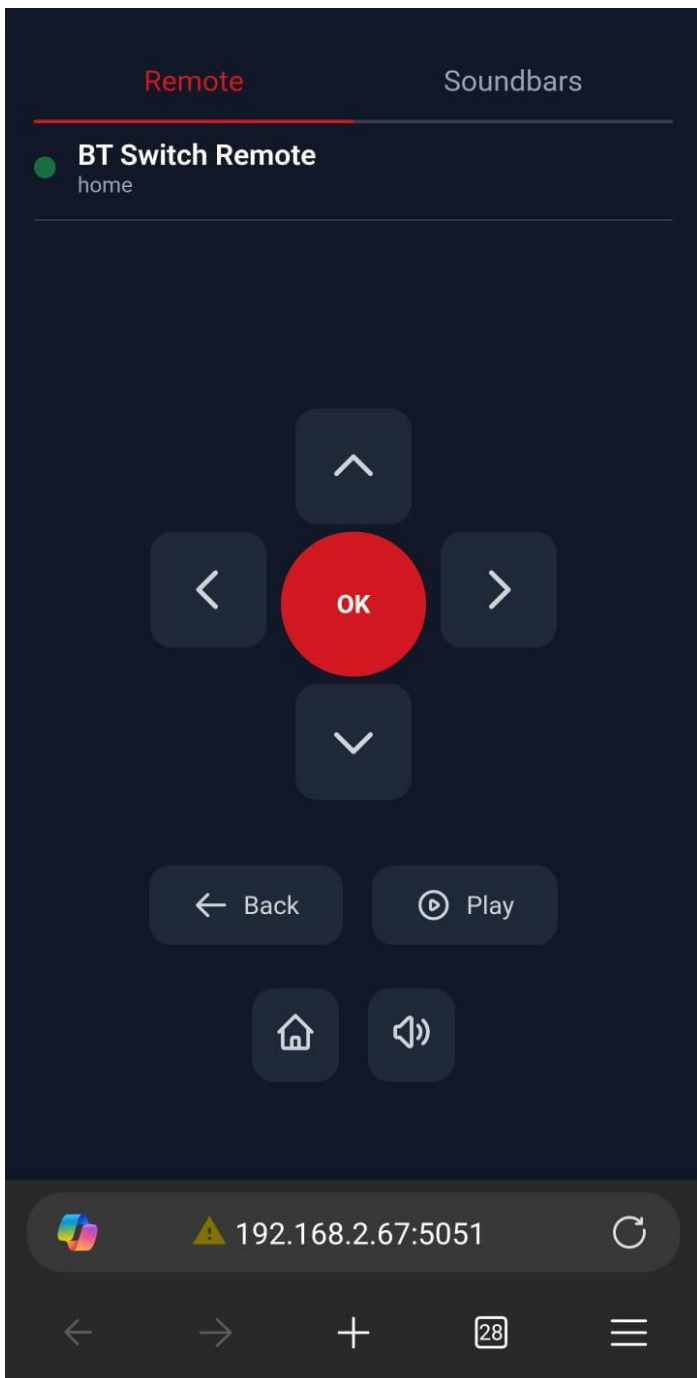 Remote Soundbars
BT Switch Remote
home
OK
Back Play
192.168.2.67:5051
28